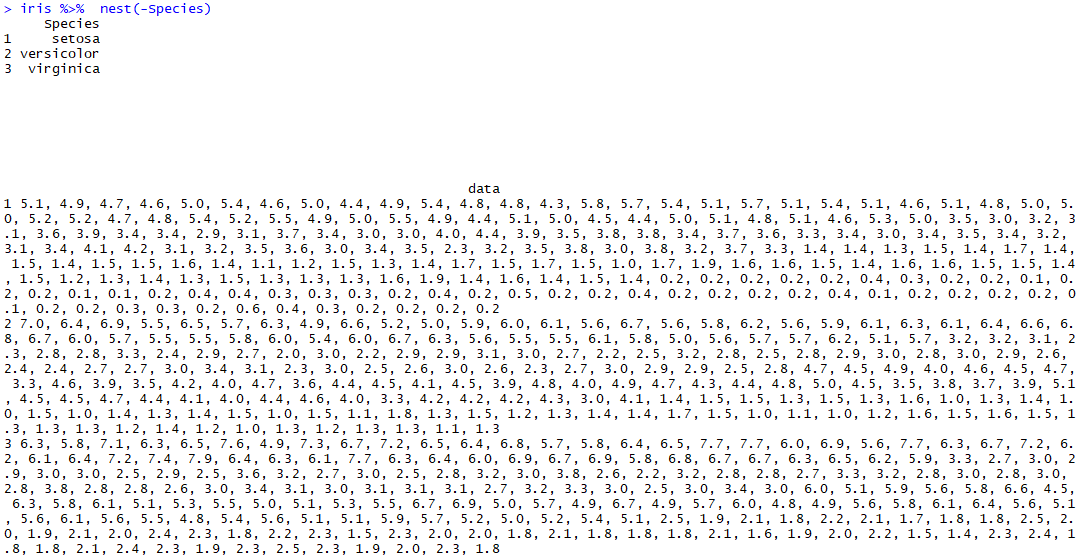 > iris %>%  nest(-Species)
     Species
1     setosa
2 versicolor
3  virginica
data
1 5.1, 4.9, 4.7, 4.6, 5.0, 5.4, 4.6, 5.0, 4.4, 4.9, 5.4, 4.8, 4.8, 4.3, 5.8, 5.7, 5.4, 5.1, 5.7, 5.1, 5.4, 5.1, 4.6, 5.1, 4.8, 5.0, 5.
0, 5.2, 5.2, 4.7, 4.8, 5.4, 5.2, 5.5, 4.9, 5.0, 5.5, 4.9, 4.4, 5.1, 5.0, 4.5, 4.4, 5.0, 5.1, 4.8, 5.1, 4.6, 5.3, 5.0, 3.5, 3.0, 3.2, 3
.1, 3.6, 3.9, 3.4, 3.4, 2.9, 3.1, 3.7, 3.4, 3.0, 3.0, 4.0, 4.4, 3.9, 3.5, 3.8, 3.8, 3.4, 3.7, 3.6, 3.3, 3.4, 3.0, 3.4, 3.5, 3.4, 3.2, 
3.1, 3.4, 4.1, 4.2, 3.1, 3.2, 3.5, 3.6, 3.0, 3.4, 3.5, 2.3, 3.2, 3.5, 3.8, 3.0, 3.8, 3.2, 3.7, 3.3, 1.4, 1.4, 1.3, 1.5, 1.4, 1.7, 1.4,
 1.5, 1.4, 1.5, 1.5, 1.6, 1.4, 1.1, 1.2, 1.5, 1.3, 1.4, 1.7, 1.5, 1.7, 1.5, 1.0, 1.7, 1.9, 1.6, 1.6, 1.5, 1.4, 1.6, 1.6, 1.5, 1.5, 1.4
, 1.5, 1.2, 1.3, 1.4, 1.3, 1.5, 1.3, 1.3, 1.3, 1.6, 1.9, 1.4, 1.6, 1.4, 1.5, 1.4, 0.2, 0.2, 0.2, 0.2, 0.2, 0.4, 0.3, 0.2, 0.2, 0.1, 0.
2, 0.2, 0.1, 0.1, 0.2, 0.4, 0.4, 0.3, 0.3, 0.3, 0.2, 0.4, 0.2, 0.5, 0.2, 0.2, 0.4, 0.2, 0.2, 0.2, 0.2, 0.4, 0.1, 0.2, 0.2, 0.2, 0.2, 0
.1, 0.2, 0.2, 0.3, 0.3, 0.2, 0.6, 0.4, 0.3, 0.2, 0.2, 0.2, 0.2
2 7.0, 6.4, 6.9, 5.5, 6.5, 5.7, 6.3, 4.9, 6.6, 5.2, 5.0, 5.9, 6.0, 6.1, 5.6, 6.7, 5.6, 5.8, 6.2, 5.6, 5.9, 6.1, 6.3, 6.1, 6.4, 6.6, 6.
8, 6.7, 6.0, 5.7, 5.5, 5.5, 5.8, 6.0, 5.4, 6.0, 6.7, 6.3, 5.6, 5.5, 5.5, 6.1, 5.8, 5.0, 5.6, 5.7, 5.7, 6.2, 5.1, 5.7, 3.2, 3.2, 3.1, 2
.3, 2.8, 2.8, 3.3, 2.4, 2.9, 2.7, 2.0, 3.0, 2.2, 2.9, 2.9, 3.1, 3.0, 2.7, 2.2, 2.5, 3.2, 2.8, 2.5, 2.8, 2.9, 3.0, 2.8, 3.0, 2.9, 2.6, 
2.4, 2.4, 2.7, 2.7, 3.0, 3.4, 3.1, 2.3, 3.0, 2.5, 2.6, 3.0, 2.6, 2.3, 2.7, 3.0, 2.9, 2.9, 2.5, 2.8, 4.7, 4.5, 4.9, 4.0, 4.6, 4.5, 4.7,
 3.3, 4.6, 3.9, 3.5, 4.2, 4.0, 4.7, 3.6, 4.4, 4.5, 4.1, 4.5, 3.9, 4.8, 4.0, 4.9, 4.7, 4.3, 4.4, 4.8, 5.0, 4.5, 3.5, 3.8, 3.7, 3.9, 5.1
, 4.5, 4.5, 4.7, 4.4, 4.1, 4.0, 4.4, 4.6, 4.0, 3.3, 4.2, 4.2, 4.2, 4.3, 3.0, 4.1, 1.4, 1.5, 1.5, 1.3, 1.5, 1.3, 1.6, 1.0, 1.3, 1.4, 1.
0, 1.5, 1.0, 1.4, 1.3, 1.4, 1.5, 1.0, 1.5, 1.1, 1.8, 1.3, 1.5, 1.2, 1.3, 1.4, 1.4, 1.7, 1.5, 1.0, 1.1, 1.0, 1.2, 1.6, 1.5, 1.6, 1.5, 1
.3, 1.3, 1.3, 1.2, 1.4, 1.2, 1.0, 1.3, 1.2, 1.3, 1.3, 1.1, 1.3
3 6.3, 5.8, 7.1, 6.3, 6.5, 7.6, 4.9, 7.3, 6.7, 7.2, 6.5, 6.4, 6.8, 5.7, 5.8, 6.4, 6.5, 7.7, 7.7, 6.0, 6.9, 5.6, 7.7, 6.3, 6.7, 7.2, 6.
2, 6.1, 6.4, 7.2, 7.4, 7.9, 6.4, 6.3, 6.1, 7.7, 6.3, 6.4, 6.0, 6.9, 6.7, 6.9, 5.8, 6.8, 6.7, 6.7, 6.3, 6.5, 6.2, 5.9, 3.3, 2.7, 3.0, 2
.9, 3.0, 3.0, 2.5, 2.9, 2.5, 3.6, 3.2, 2.7, 3.0, 2.5, 2.8, 3.2, 3.0, 3.8, 2.6, 2.2, 3.2, 2.8, 2.8, 2.7, 3.3, 3.2, 2.8, 3.0, 2.8, 3.0, 
2.8, 3.8, 2.8, 2.8, 2.6, 3.0, 3.4, 3.1, 3.0, 3.1, 3.1, 3.1, 2.7, 3.2, 3.3, 3.0, 2.5, 3.0, 3.4, 3.0, 6.0, 5.1, 5.9, 5.6, 5.8, 6.6, 4.5,
 6.3, 5.8, 6.1, 5.1, 5.3, 5.5, 5.0, 5.1, 5.3, 5.5, 6.7, 6.9, 5.0, 5.7, 4.9, 6.7, 4.9, 5.7, 6.0, 4.8, 4.9, 5.6, 5.8, 6.1, 6.4, 5.6, 5.1
, 5.6, 6.1, 5.6, 5.5, 4.8, 5.4, 5.6, 5.1, 5.1, 5.9, 5.7, 5.2, 5.0, 5.2, 5.4, 5.1, 2.5, 1.9, 2.1, 1.8, 2.2, 2.1, 1.7, 1.8, 1.8, 2.5, 2.
0, 1.9, 2.1, 2.0, 2.4, 2.3, 1.8, 2.2, 2.3, 1.5, 2.3, 2.0, 2.0, 1.8, 2.1, 1.8, 1.8, 1.8, 2.1, 1.6, 1.9, 2.0, 2.2, 1.5, 1.4, 2.3, 2.4, 1
.8, 1.8, 2.1, 2.4, 2.3, 1.9, 2.3, 2.5, 2.3, 1.9, 2.0, 2.3, 1.8